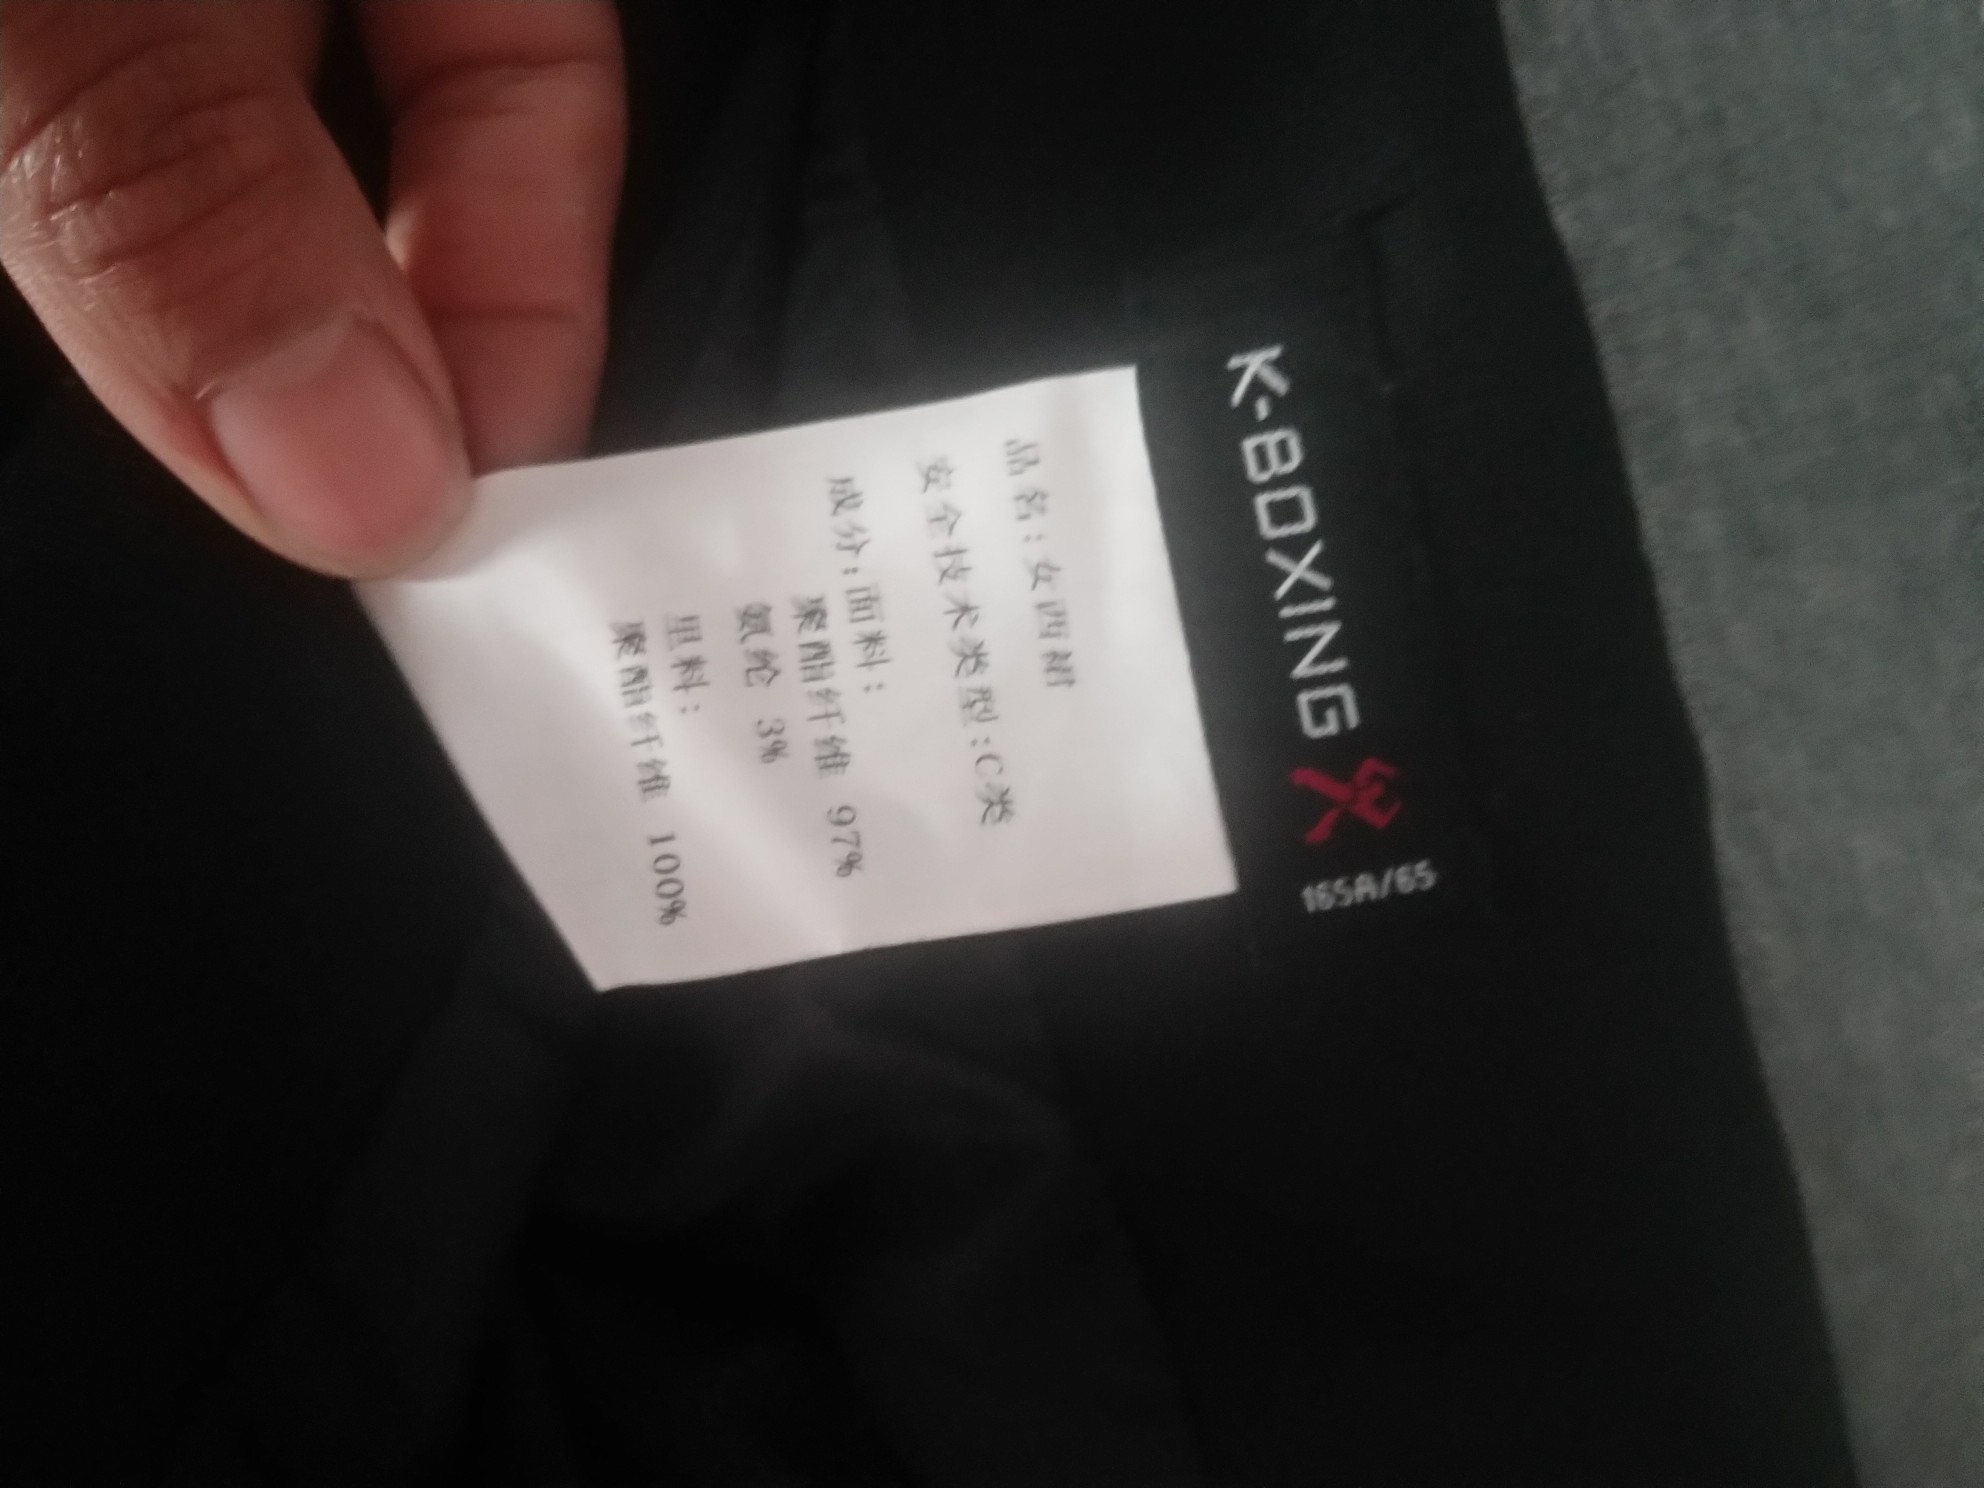 K-BOXING
165A/65
品名:女西裙
安全技术类型:C类
成分:面料:
聚酯纤维 97%
氨纶 3%
里料:
聚酯纤维 100%